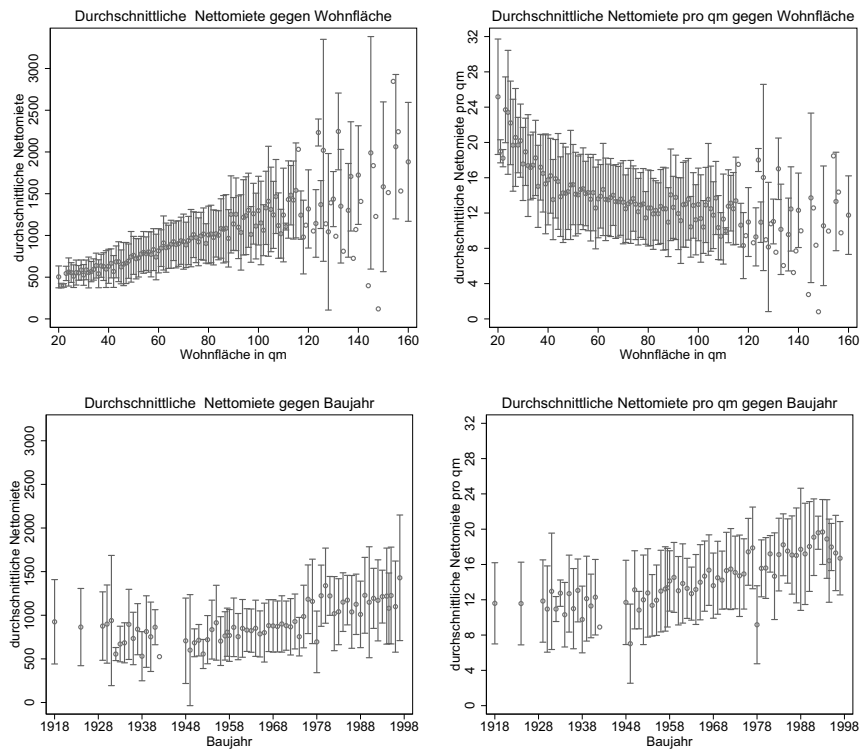 Durchschnittliche Nettomiete gegen Wohnfläche
durchschnittliche Nettomiete
3000
2500
2000
1500
1000
500
0
20 40 60 80 100 120 140 160
Wohnfläche in qm
Durchschnittliche Nettomiete pro qm gegen Wohnfläche
durchschnittliche Nettomiete pro qm
32
28
24
20
16
12
8
4
0
20 40 60 80 100 120 140 160
Wohnfläche in qm
Durchschnittliche Nettomiete gegen Baujahr
durchschnittliche Nettomiete
3000
2500
2000
1500
1000
500
0
1918 1928 1938 1948 1958 1968 1978 1988 1998
Baujahr
Durchschnittliche Nettomiete pro qm gegen Baujahr
durchschnittliche Nettomiete pro qm
32
28
24
20
16
12
8
4
0
1918 1928 1938 1948 1958 1968 1978 1988 1998
Baujahr